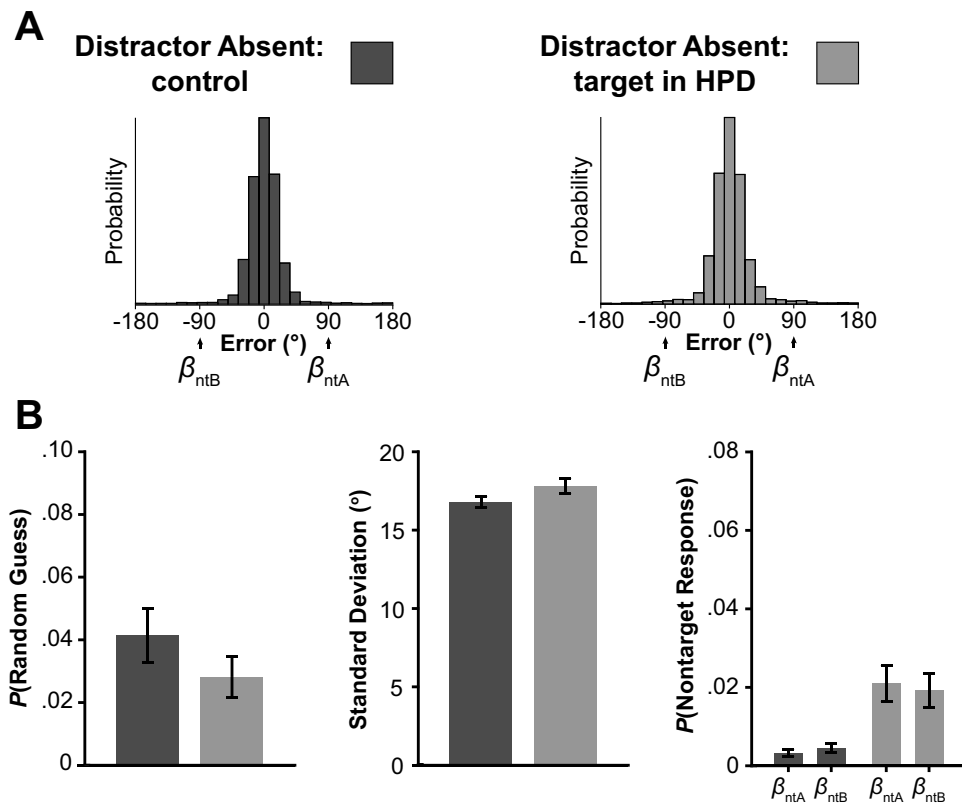 A
Distractor Absent:
control
Distractor Absent:
target in HPD
Probability
-180 -90 0 90 180
Error (°)
βntB βntA
Probability
-180 -90 0 90 180
Error (°)
βntB βntA
B
P(Random Guess)
.10
.08
.06
.04
.02
0
Standard Deviation (°)
20
15
10
5
0
P(Nontarget Response)
.08
.06
.04
.02
0
βntA βntB βntA βntB